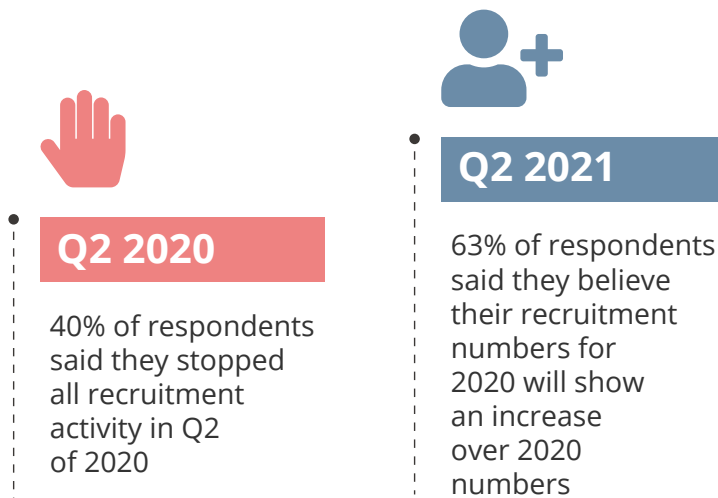 Q2 2020
40% of respondents
said they stopped
all recruitment
activity in Q2
of 2020
Q2 2021
63% of respondents
said they believe
their recruitment
numbers for
2020 will show
an increase
over 2020
numbers